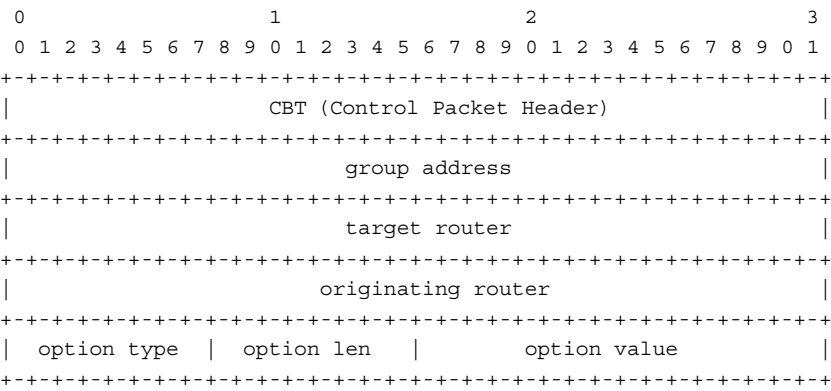 0                   1                   2                   3
 0 1 2 3 4 5 6 7 8 9 0 1 2 3 4 5 6 7 8 9 0 1 2 3 4 5 6 7 8 9 0 1
+-+-+-+-+-+-+-+-+-+-+-+-+-+-+-+-+-+-+-+-+-+-+-+-+-+-+-+-+-+-+-+-+
|                    CBT (Control Packet Header)                |
+-+-+-+-+-+-+-+-+-+-+-+-+-+-+-+-+-+-+-+-+-+-+-+-+-+-+-+-+-+-+-+-+
|                          group address                        |
+-+-+-+-+-+-+-+-+-+-+-+-+-+-+-+-+-+-+-+-+-+-+-+-+-+-+-+-+-+-+-+-+
|                          target router                        |
+-+-+-+-+-+-+-+-+-+-+-+-+-+-+-+-+-+-+-+-+-+-+-+-+-+-+-+-+-+-+-+-+
|                        originating router                     |
+-+-+-+-+-+-+-+-+-+-+-+-+-+-+-+-+-+-+-+-+-+-+-+-+-+-+-+-+-+-+-+-+
|  option type  |  option len   |        option value           |
+-+-+-+-+-+-+-+-+-+-+-+-+-+-+-+-+-+-+-+-+-+-+-+-+-+-+-+-+-+-+-+-+